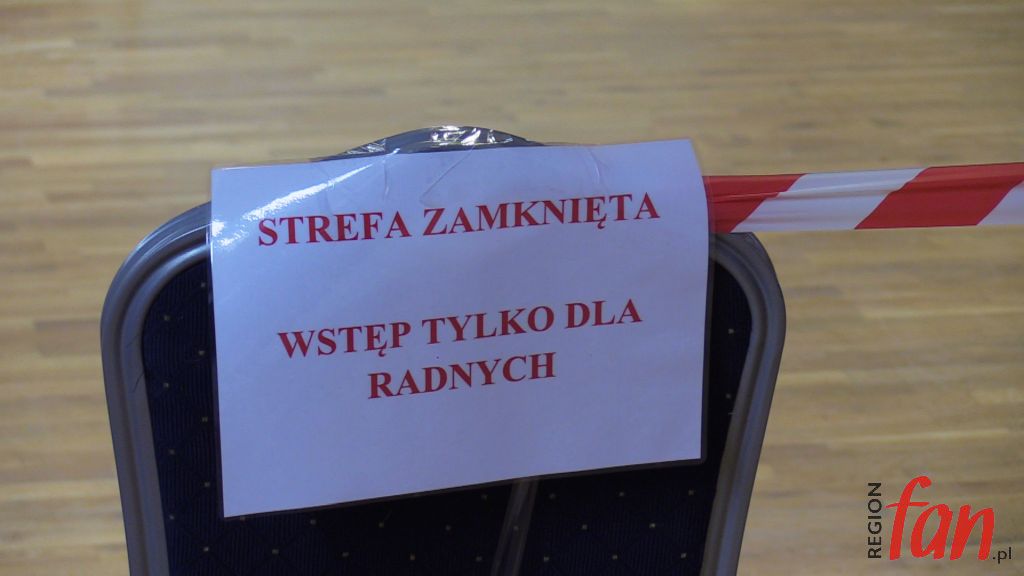 STREFA ZAMKNIĘTA
WSTĘP TYLKO DLA
RADNYCH
REGION
fan.pl